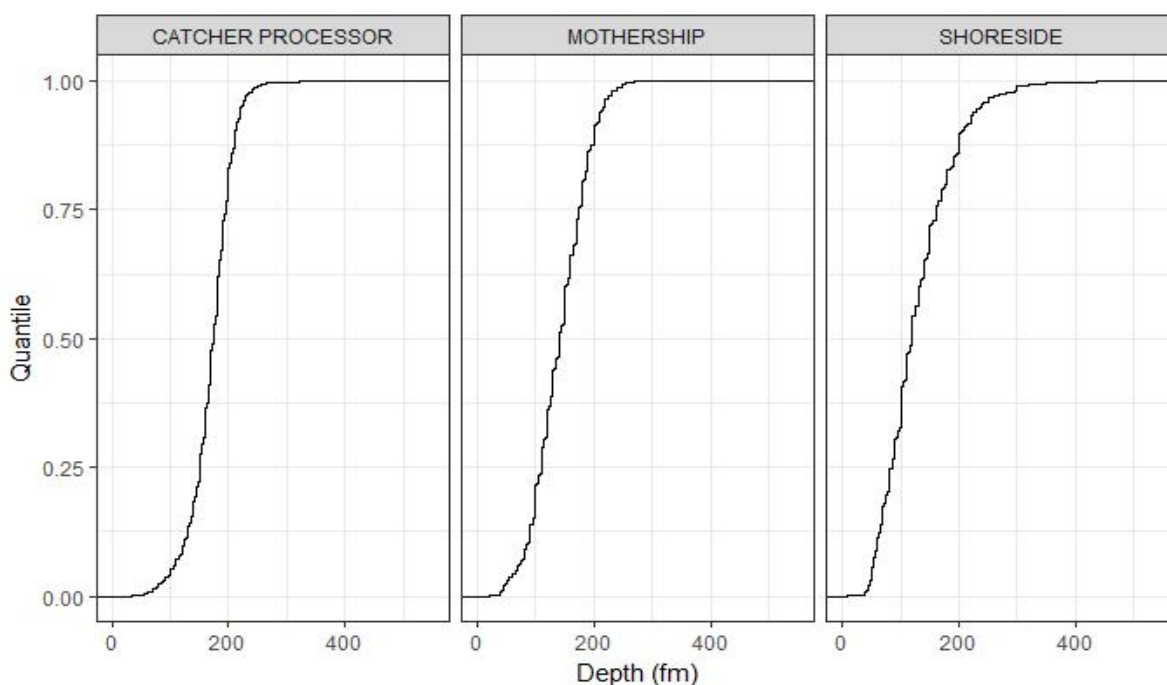 CATCHER PROCESSOR
MOTHERSHIP
SHORESIDE
1.00
0.75
0.50
0.25
0.00
Quantile
0 200 400
0 200 400
0 200 400
Depth (fm)